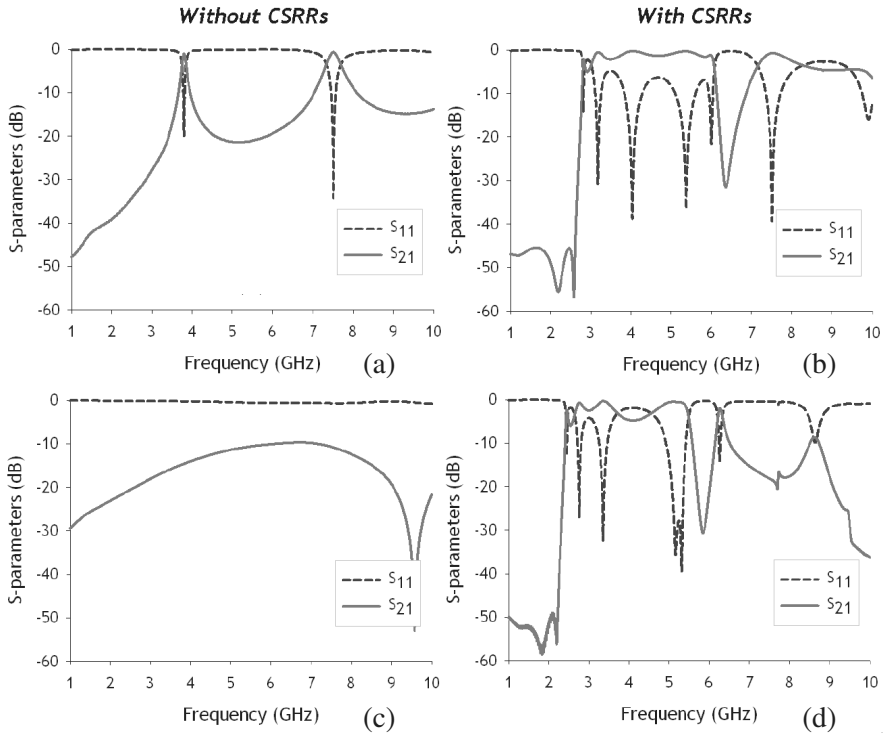 Without CSRRs
With CSRRs
0
-10
-20
-30
-40
-50
-60
S-parameters (dB)
S11
S21
1 2 3 4 5 6 7 8 9 10
Frequency (GHz)
(a)
0
-10
-20
-30
-40
-50
-60
S-parameters (dB)
S11
S21
1 2 3 4 5 6 7 8 9 10
Frequency (GHz)
(b)
0
-10
-20
-30
-40
-50
-60
S-parameters (dB)
S11
S21
1 2 3 4 5 6 7 8 9 10
Frequency (GHz)
(c)
0
-10
-20
-30
-40
-50
-60
S-parameters (dB)
S11
S21
1 2 3 4 5 6 7 8 9 10
Frequency (GHz)
(d)